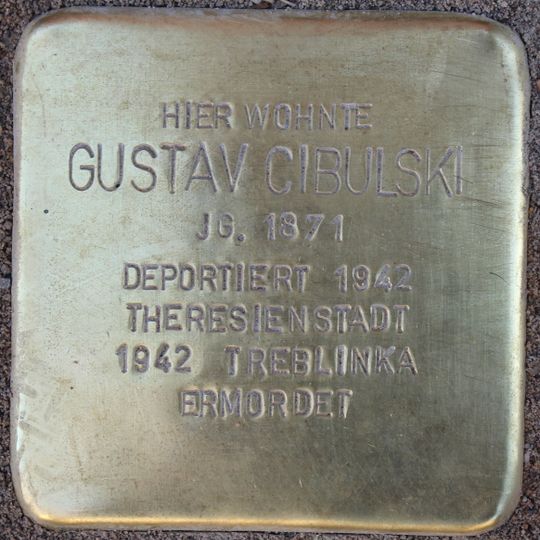 HIER WOHNTE
GUSTAV CIBULSKI
JG. 1871
DEPORTIERT 1942
THERESIENSTADT
1942 TREBLINKA
ERMORDET